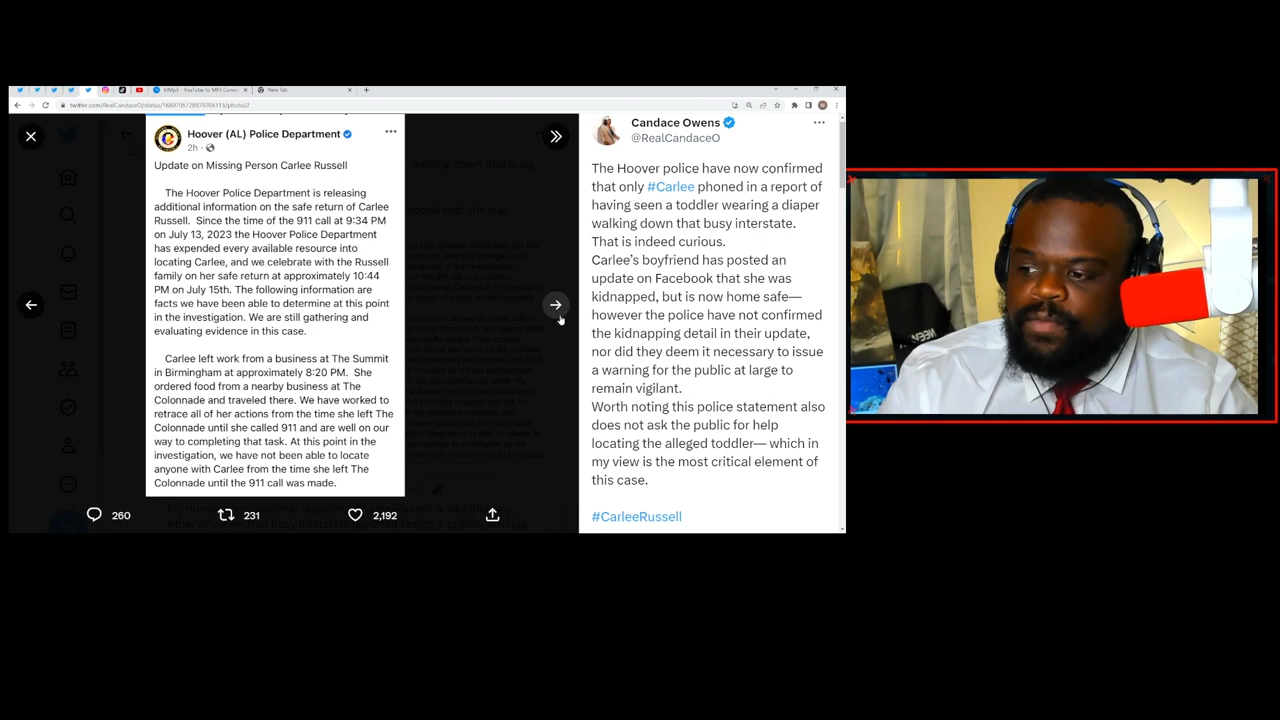 VIMp3 - YouTube to MP3 Conv
New Tab
Hoover (AL) Police Department
2h
Update on Missing Person Carlee Russell
The Hoover Police Department is releasing
additional information on the safe return of Carlee
Russell. Since the time of the 911 call at 9:34 PM
on July 13, 2023 the Hoover Police Department
has expended every available resource into
locating Carlee, and we celebrate with the Russell
family on her safe return at approximately 10:44
PM on July 15th. The following information are
facts we have been able to determine at this point
in the investigation. We are still gathering and
evaluating evidence in this case.
Carlee left work from a business at The Summit
in Birmingham at approximately 8:20 PM. She
ordered food from a nearby business at The
Colonnade and traveled there. We have worked to
retrace all of her actions from the time she left The
Colonnade until she called 911 and are well on our
way to completing that task. At this point in the
investigation, we have not been able to locate
anyone with Carlee from the time she left The
Colonnade until the 911 call was made.
260
231
2,192
Candace Owens
@RealCandaceO
The Hoover police have now confirmed
that only #Carlee phoned in a report of
having seen a toddler wearing a diaper
walking down that busy interstate.
That is indeed curious.
Carlee's boyfriend has posted an
update on Facebook that she was
kidnapped, but is now home safe—
however the police have not confirmed
the kidnapping detail in their update,
nor did they deem it necessary to issue
a warning for the public at large to
remain vigilant.
Worth noting this police statement also
does not ask the public for help
locating the alleged toddler— which in
my view is the most critical element of
this case.
#CarleeRussell